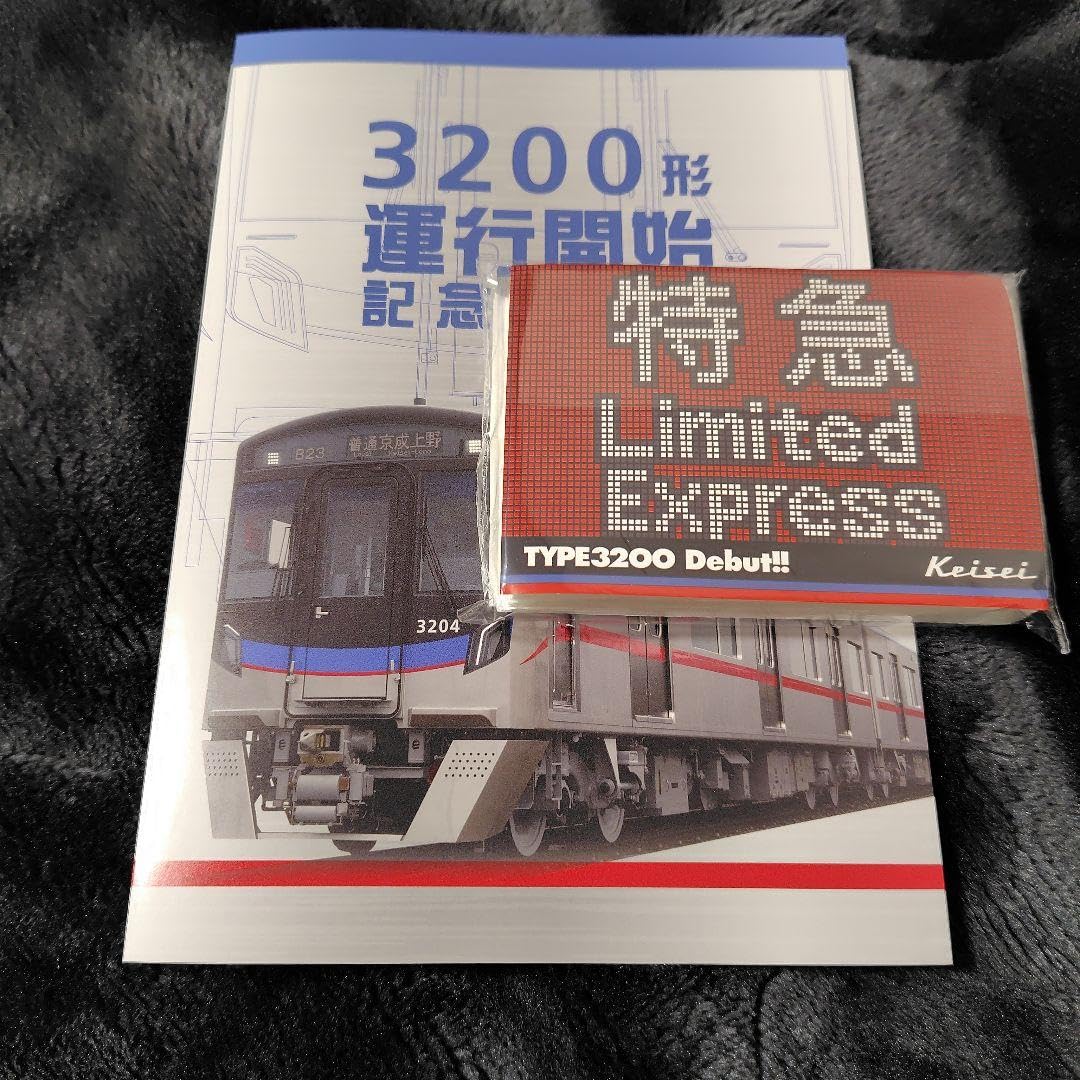 3200形
運行開始
記念
特急
Limited
Express
TYPE3200 Debut!!
Keisei
B23 普通京成上野
3204